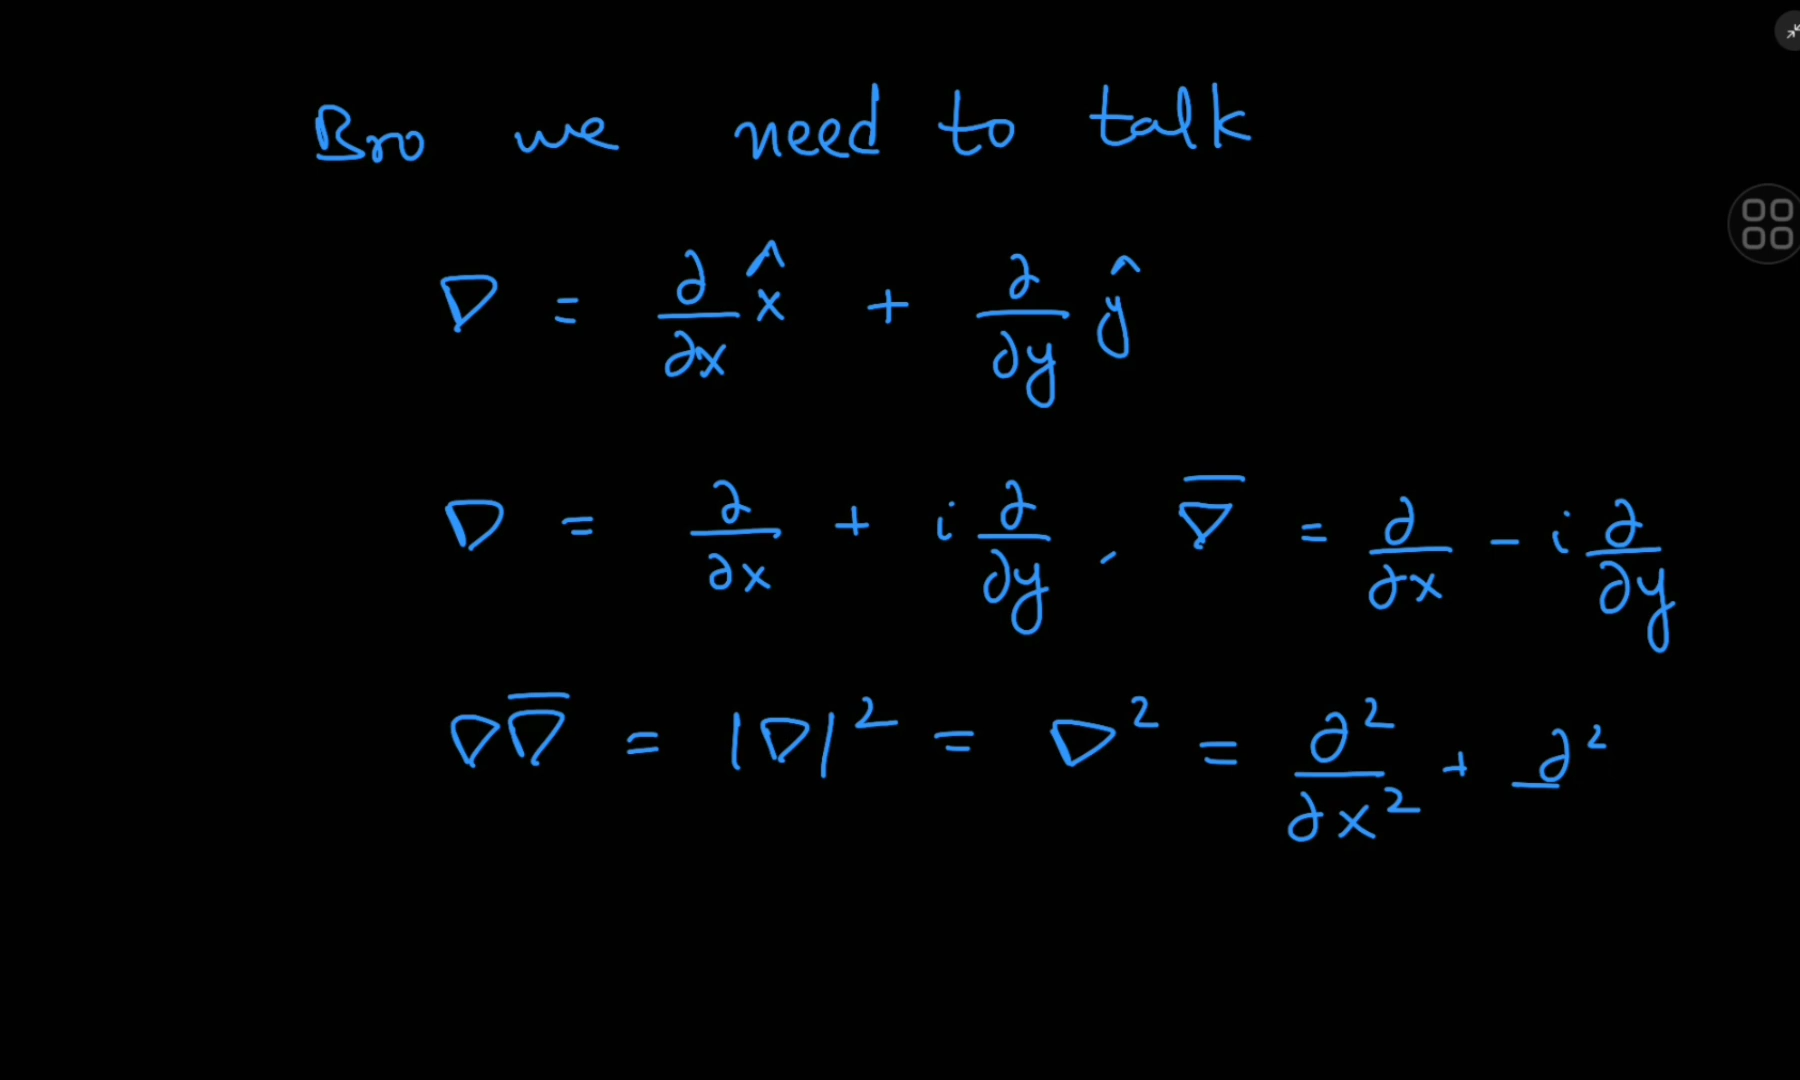 Bro we need to talk
∇ = ∂/∂x x̂ + ∂/∂y ŷ
∇ = ∂/∂x + i ∂/∂y , ∇̅ = ∂/∂x - i ∂/∂y
∇∇̅ = |∇|² = ∇² = ∂²/∂x² + ∂²